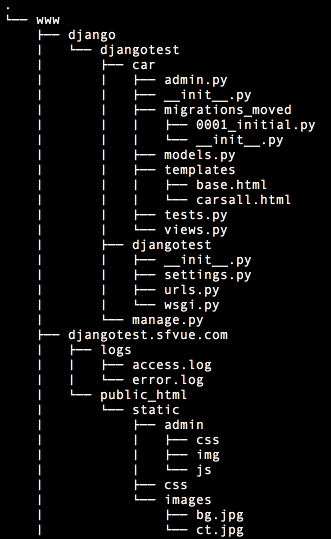 .
└── www
    ├── django
    │   └── djangotest
    │       ├── car
    │       │   ├── admin.py
    │       │   ├── __init__.py
    │       │   ├── migrations_moved
    │       │   │   ├── 0001_initial.py
    │       │   │   └── __init__.py
    │       │   ├── models.py
    │       │   ├── templates
    │       │   │   ├── base.html
    │       │   │   └── carsall.html
    │       │   ├── tests.py
    │       │   └── views.py
    │       ├── djangotest
    │       │   ├── __init__.py
    │       │   ├── settings.py
    │       │   ├── urls.py
    │       │   └── wsgi.py
    │       └── manage.py
    ├── djangotest.sfvue.com
    │   ├── logs
    │   │   ├── access.log
    │   │   └── error.log
    │   └── public_html
    │       └── static
    │           ├── admin
    │           │   ├── css
    │           │   ├── img
    │           │   └── js
    │           ├── css
    │           └── images
    │               ├── bg.jpg
    │               └── ct.jpg